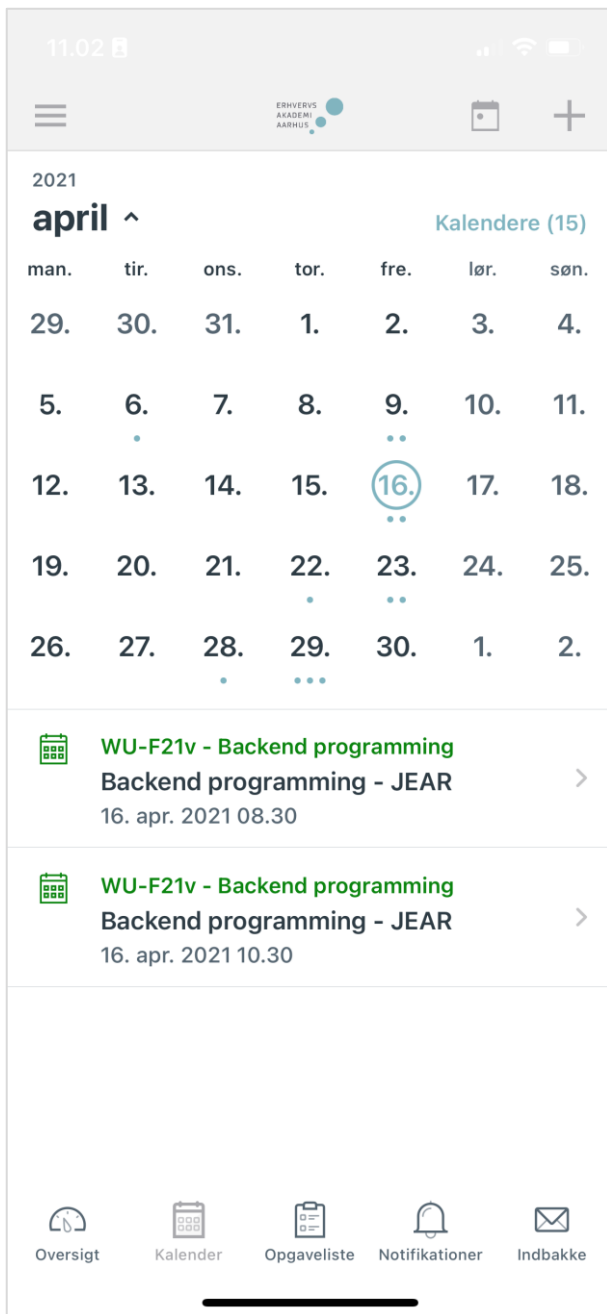 11.02
ERHVERVS
AKADEMI
AARHUS
2021
april
Kalendere (15)
man. tir. ons. tor. fre. lør. søn.
29. 30. 31. 1. 2. 3. 4.
5. 6. 7. 8. 9. 10. 11.
12. 13. 14. 15. 16. 17. 18.
19. 20. 21. 22. 23. 24. 25.
26. 27. 28. 29. 30. 1. 2.
WU-F21v - Backend programming
Backend programming - JEAR
16. apr. 2021 08.30
WU-F21v - Backend programming
Backend programming - JEAR
16. apr. 2021 10.30
Oversigt Kalender Opgaveliste Notifikationer Indbakke